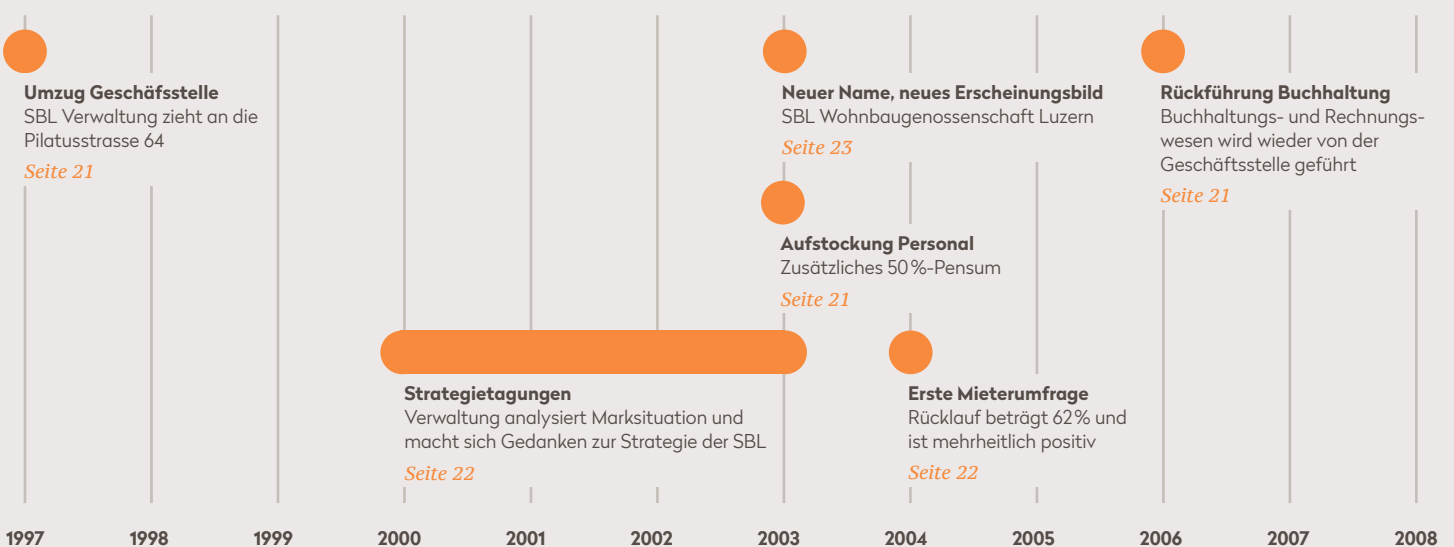 Umzug Geschäfsstelle
SBL Verwaltung zieht an die
Pilatusstrasse 64
Seite 21
Neuer Name, neues Erscheinungsbild
SBL Wohnbaugenossenschaft Luzern
Seite 23
Rückführung Buchhaltung
Buchhaltungs- und Rechnungs-
wesen wird wieder von der
Geschäftsstelle geführt
Seite 21
Aufstockung Personal
Zusätzliches 50%-Pensum
Seite 21
Strategietagungen
Verwaltung analysiert Marksituation und
macht sich Gedanken zur Strategie der SBL
Seite 22
Erste Mieterumfrage
Rücklauf beträgt 62% und
ist mehrheitlich positiv
Seite 22
1997 1998 1999 2000 2001 2002 2003 2004 2005 2006 2007 2008